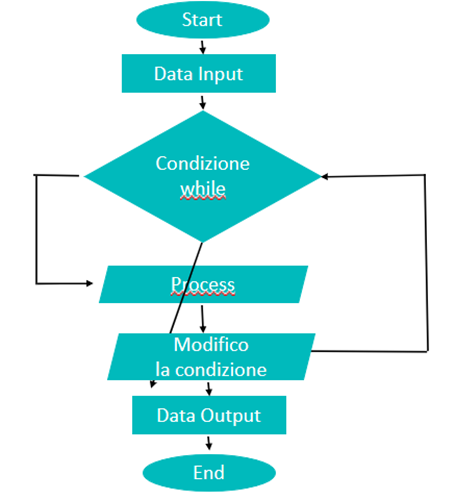 Start
Data Input
Condizione
while
Process
Modifico
la condizione
Data Output
End